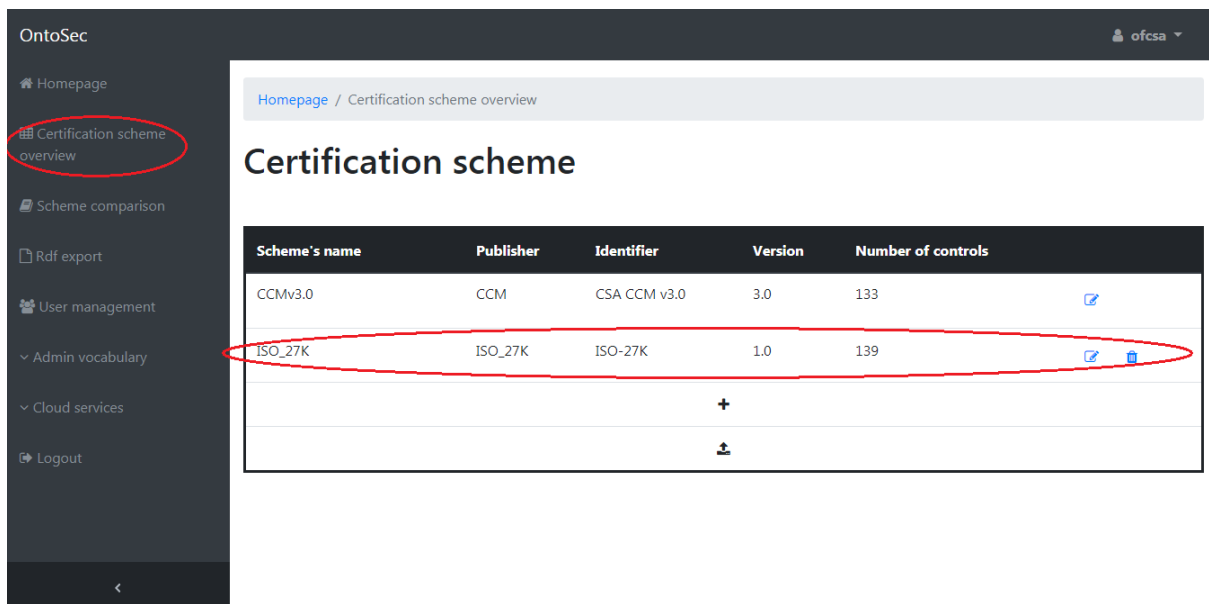 OntoSec
ofcsa
Homepage
Certification scheme
overview
Scheme comparison
Rdf export
User management
Admin vocabulary
Cloud services
Logout
Homepage / Certification scheme overview
Certification scheme
Scheme's name Publisher Identifier Version Number of controls
CCMv3.0 CCM CSA CCM v3.0 3.0 133
ISO_27K ISO_27K ISO-27K 1.0 139